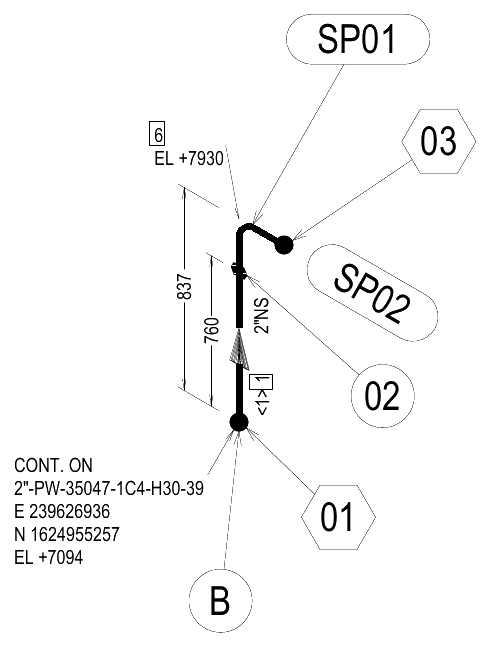 SP01
03
6
EL +7930
SP02
837
760
2"NS
02
<1> 1
CONT. ON
2"-PW-35047-1C4-H30-39
E 239626936
N 1624955257
EL +7094
01
B